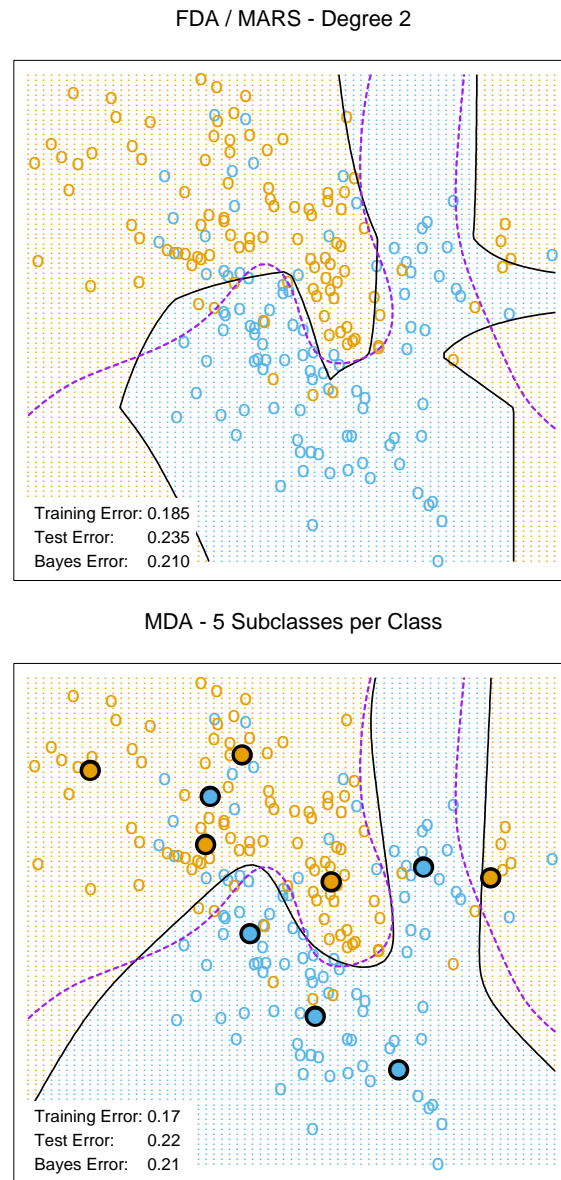 FDA / MARS - Degree 2
Training Error: 0.185
Test Error: 0.235
Bayes Error: 0.210
MDA - 5 Subclasses per Class
Training Error: 0.17
Test Error: 0.22
Bayes Error: 0.21